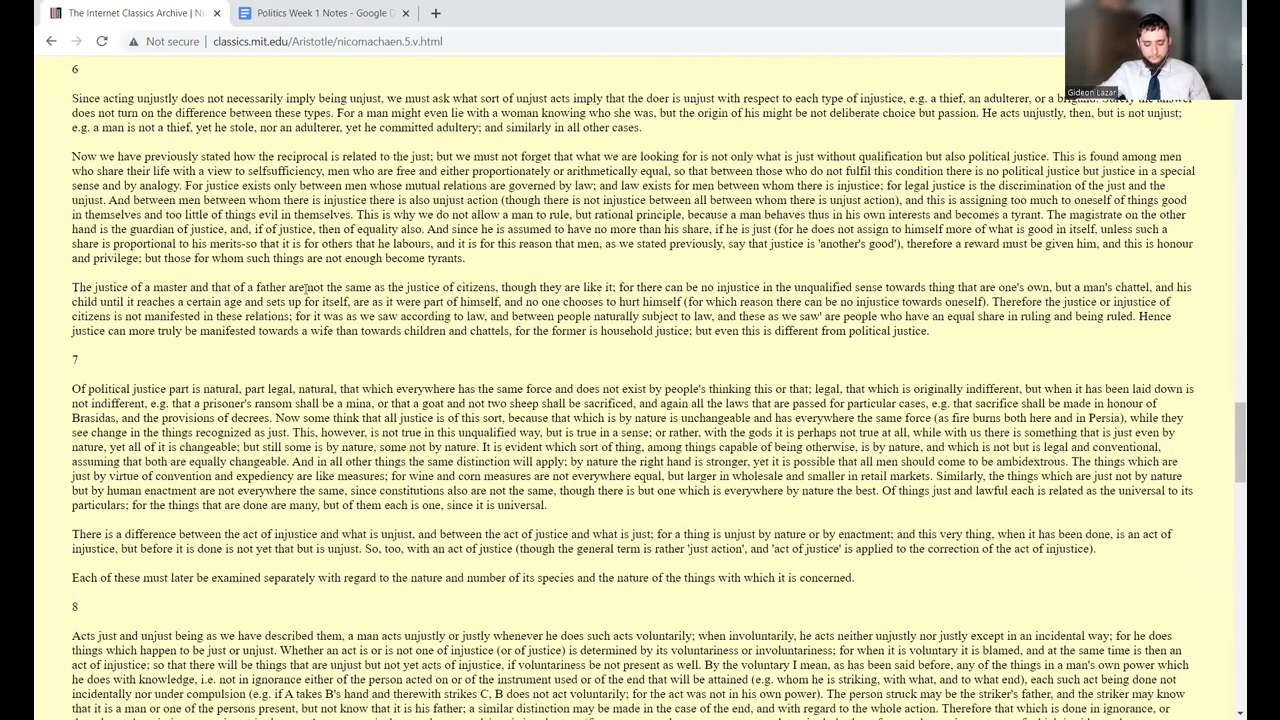 The Internet Classics Archive | Ni
Politics Week 1 Notes - Google D
Not secure
classics.mit.edu/Aristotle/nicomachaen.5.v.html
Gideon Lazar
6
Since acting unjustly does not necessarily imply being unjust, we must ask what sort of unjust acts imply that the doer is unjust with respect to each type of injustice, e.g. a thief, an adulterer, or a brigand. Surely the answer
does not turn on the difference between these types. For a man might even lie with a woman knowing who she was, but the origin of his might be not deliberate choice but passion. He acts unjustly, then, but is not unjust;
e.g. a man is not a thief, yet he stole, nor an adulterer, yet he committed adultery; and similarly in all other cases.
Now we have previously stated how the reciprocal is related to the just; but we must not forget that what we are looking for is not only what is just without qualification but also political justice. This is found among men
who share their life with a view to selfsufficiency, men who are free and either proportionately or arithmetically equal, so that between those who do not fulfil this condition there is no political justice but justice in a special
sense and by analogy. For justice exists only between men whose mutual relations are governed by law; and law exists for men between whom there is injustice; for legal justice is the discrimination of the just and the
unjust. And between men between whom there is injustice there is also unjust action (though there is not injustice between all between whom there is unjust action), and this is assigning too much to oneself of things good
in themselves and too little of things evil in themselves. This is why we do not allow a man to rule, but rational principle, because a man behaves thus in his own interests and becomes a tyrant. The magistrate on the other
hand is the guardian of justice, and, if of justice, then of equality also. And since he is assumed to have no more than his share, if he is just (for he does not assign to himself more of what is good in itself, unless such a
share is proportional to his merits-so that it is for others that he labours, and it is for this reason that men, as we stated previously, say that justice is 'another's good'), therefore a reward must be given him, and this is honour
and privilege; but those for whom such things are not enough become tyrants.
The justice of a master and that of a father are not the same as the justice of citizens, though they are like it; for there can be no injustice in the unqualified sense towards thing that are one's own, but a man's chattel, and his
child until it reaches a certain age and sets up for itself, are as it were part of himself, and no one chooses to hurt himself (for which reason there can be no injustice towards oneself). Therefore the justice or injustice of
citizens is not manifested in these relations; for it was as we saw according to law, and between people naturally subject to law, and these as we saw' are people who have an equal share in ruling and being ruled. Hence
justice can more truly be manifested towards a wife than towards children and chattels, for the former is household justice; but even this is different from political justice.
7
Of political justice part is natural, part legal, natural, that which everywhere has the same force and does not exist by people's thinking this or that; legal, that which is originally indifferent, but when it has been laid down is
not indifferent, e.g. that a prisoner's ransom shall be a mina, or that a goat and not two sheep shall be sacrificed, and again all the laws that are passed for particular cases, e.g. that sacrifice shall be made in honour of
Brasidas, and the provisions of decrees. Now some think that all justice is of this sort, because that which is by nature is unchangeable and has everywhere the same force (as fire burns both here and in Persia), while they
see change in the things recognized as just. This, however, is not true in this unqualified way, but is true in a sense; or rather, with the gods it is perhaps not true at all, while with us there is something that is just even by
nature, yet all of it is changeable; but still some is by nature, some not by nature. It is evident which sort of thing, among things capable of being otherwise, is by nature, and which is not but is legal and conventional,
assuming that both are equally changeable. And in all other things the same distinction will apply; by nature the right hand is stronger, yet it is possible that all men should come to be ambidextrous. The things which are
just by virtue of convention and expediency are like measures; for wine and corn measures are not everywhere equal, but larger in wholesale and smaller in retail markets. Similarly, the things which are just not by nature
but by human enactment are not everywhere the same, since constitutions also are not the same, though there is but one which is everywhere by nature the best. Of things just and lawful each is related as the universal to its
particulars; for the things that are done are many, but of them each is one, since it is universal.
There is a difference between the act of injustice and what is unjust, and between the act of justice and what is just; for a thing is unjust by nature or by enactment; and this very thing, when it has been done, is an act of
injustice, but before it is done is not yet that but is unjust. So, too, with an act of justice (though the general term is rather 'just action', and 'act of justice' is applied to the correction of the act of injustice).
Each of these must later be examined separately with regard to the nature and number of its species and the nature of the things with which it is concerned.
8
Acts just and unjust being as we have described them, a man acts unjustly or justly whenever he does such acts voluntarily; when involuntarily, he acts neither unjustly nor justly except in an incidental way; for he does
things which happen to be just or unjust. Whether an act is or is not one of injustice (or of justice) is determined by its voluntariness or involuntariness; for when it is voluntary it is blamed, and at the same time is then an
act of injustice; so that there will be things that are unjust but not yet acts of injustice, if voluntariness be not present as well. By the voluntary I mean, as has been said before, any of the things in a man's own power which
he does with knowledge, i.e. not in ignorance either of the person acted on or of the instrument used or of the end that will be attained (e.g. whom he is striking, with what, and to what end), each such act being done not
incidentally nor under compulsion (e.g. if A takes B's hand and therewith strikes C, B does not act voluntarily; for the act was not in his own power). The person struck may be the striker's father, and the striker may know
that it is a man or one of the persons present, but not know that it is his father; a similar distinction may be made in the case of the end, and with regard to the whole action. Therefore that which is done in ignorance, or